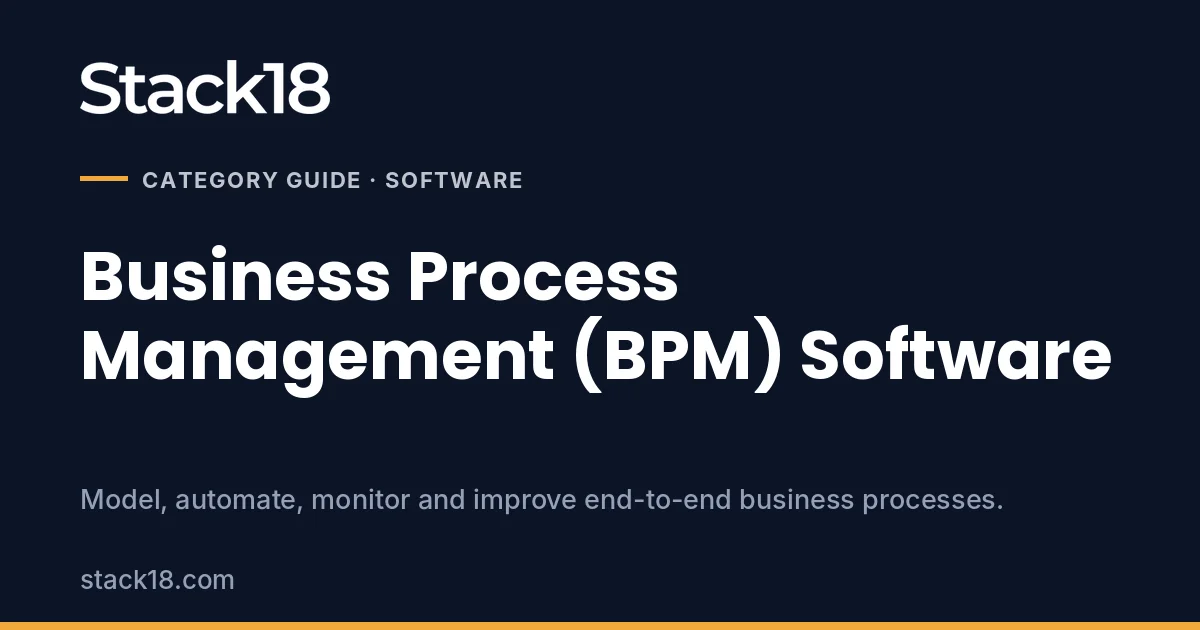 Stack18
CATEGORY GUIDE · SOFTWARE
Business Process
Management (BPM) Software
Model, automate, monitor and improve end-to-end business processes.
stack18.com